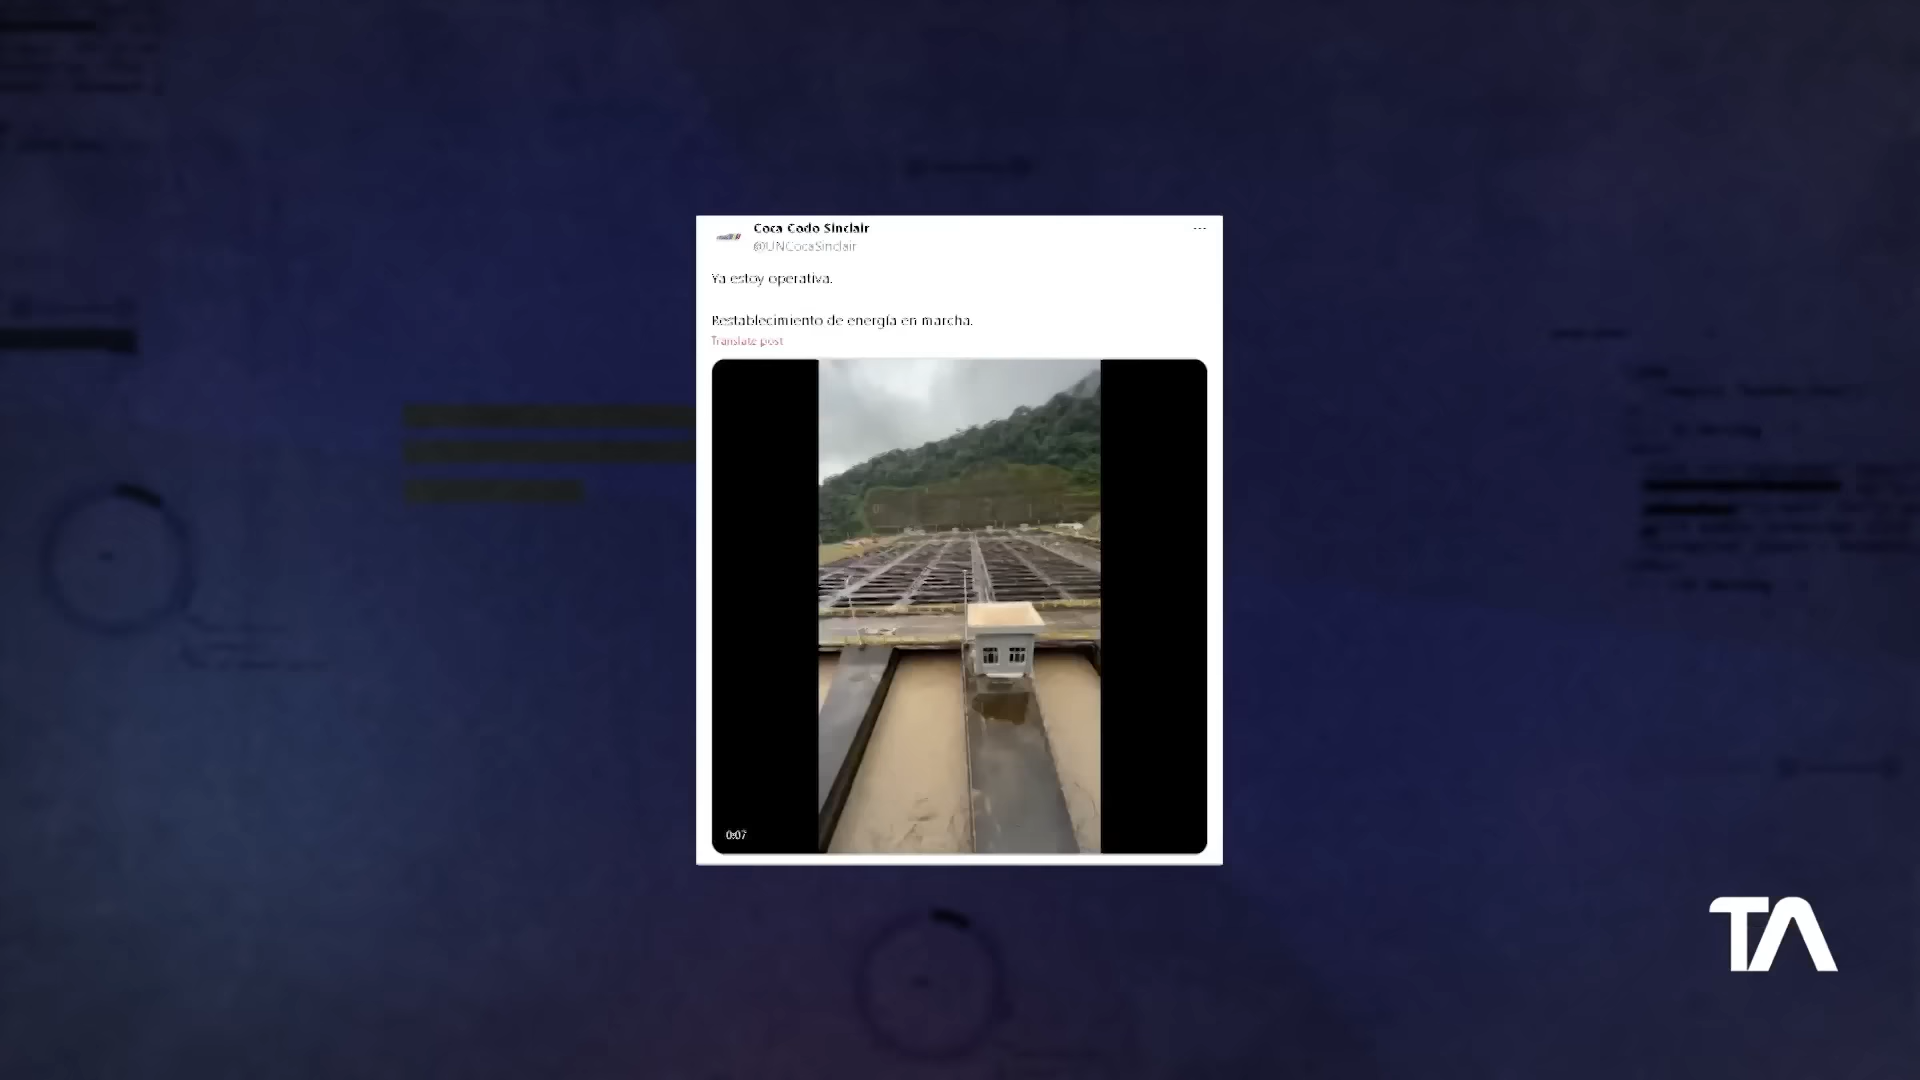 Coca Codo Sinclair
@UNCocaSinclair
Ya estoy operativa.
Restablecimiento de energía en marcha.
Translate post
0:07
TA